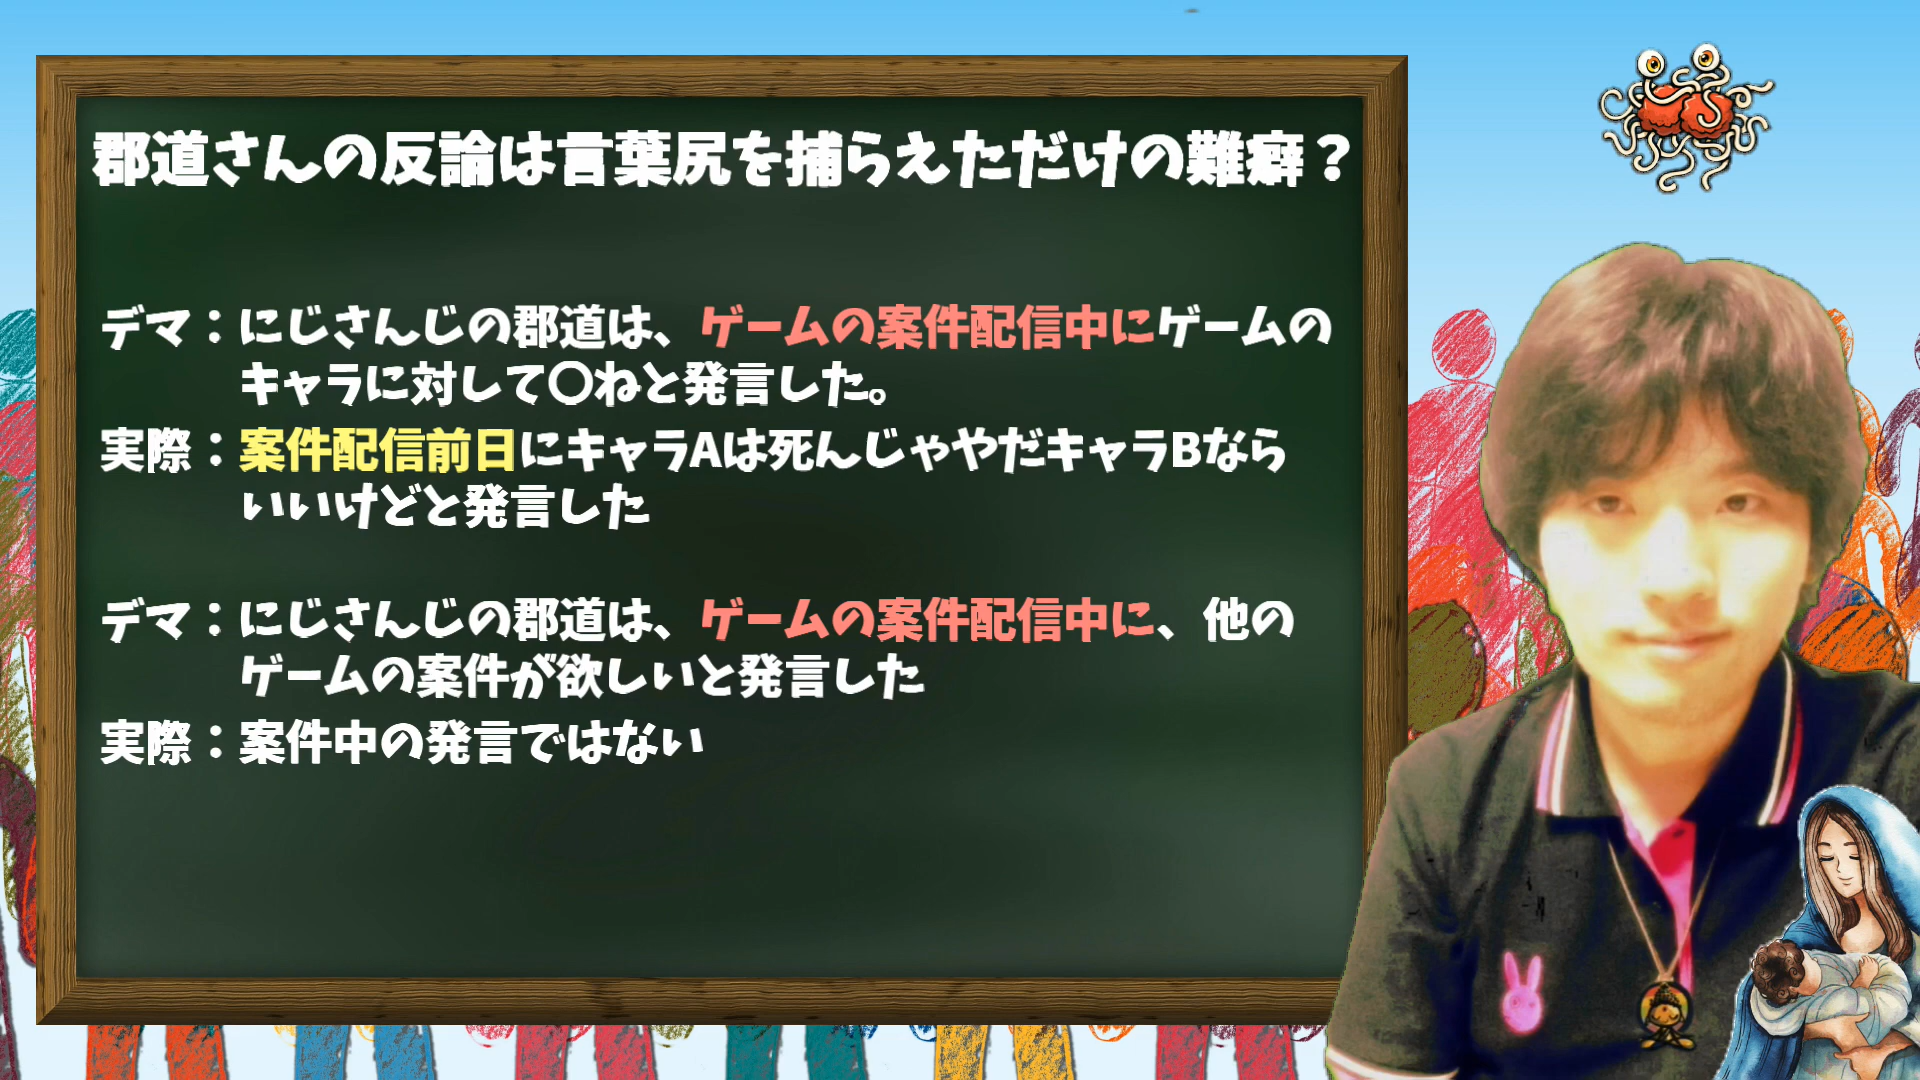 郡道さんの反論は言葉尻を捕らえただけの難癖？
デマ：にじさんじの郡道は、ゲームの案件配信中にゲームの
キャラに対して〇ねと発言した。
実際：案件配信前日にキャラAは死んじゃやだキャラBなら
いいけどと発言した
デマ：にじさんじの郡道は、ゲームの案件配信中に、他の
ゲームの案件が欲しいと発言した
実際：案件中の発言ではない